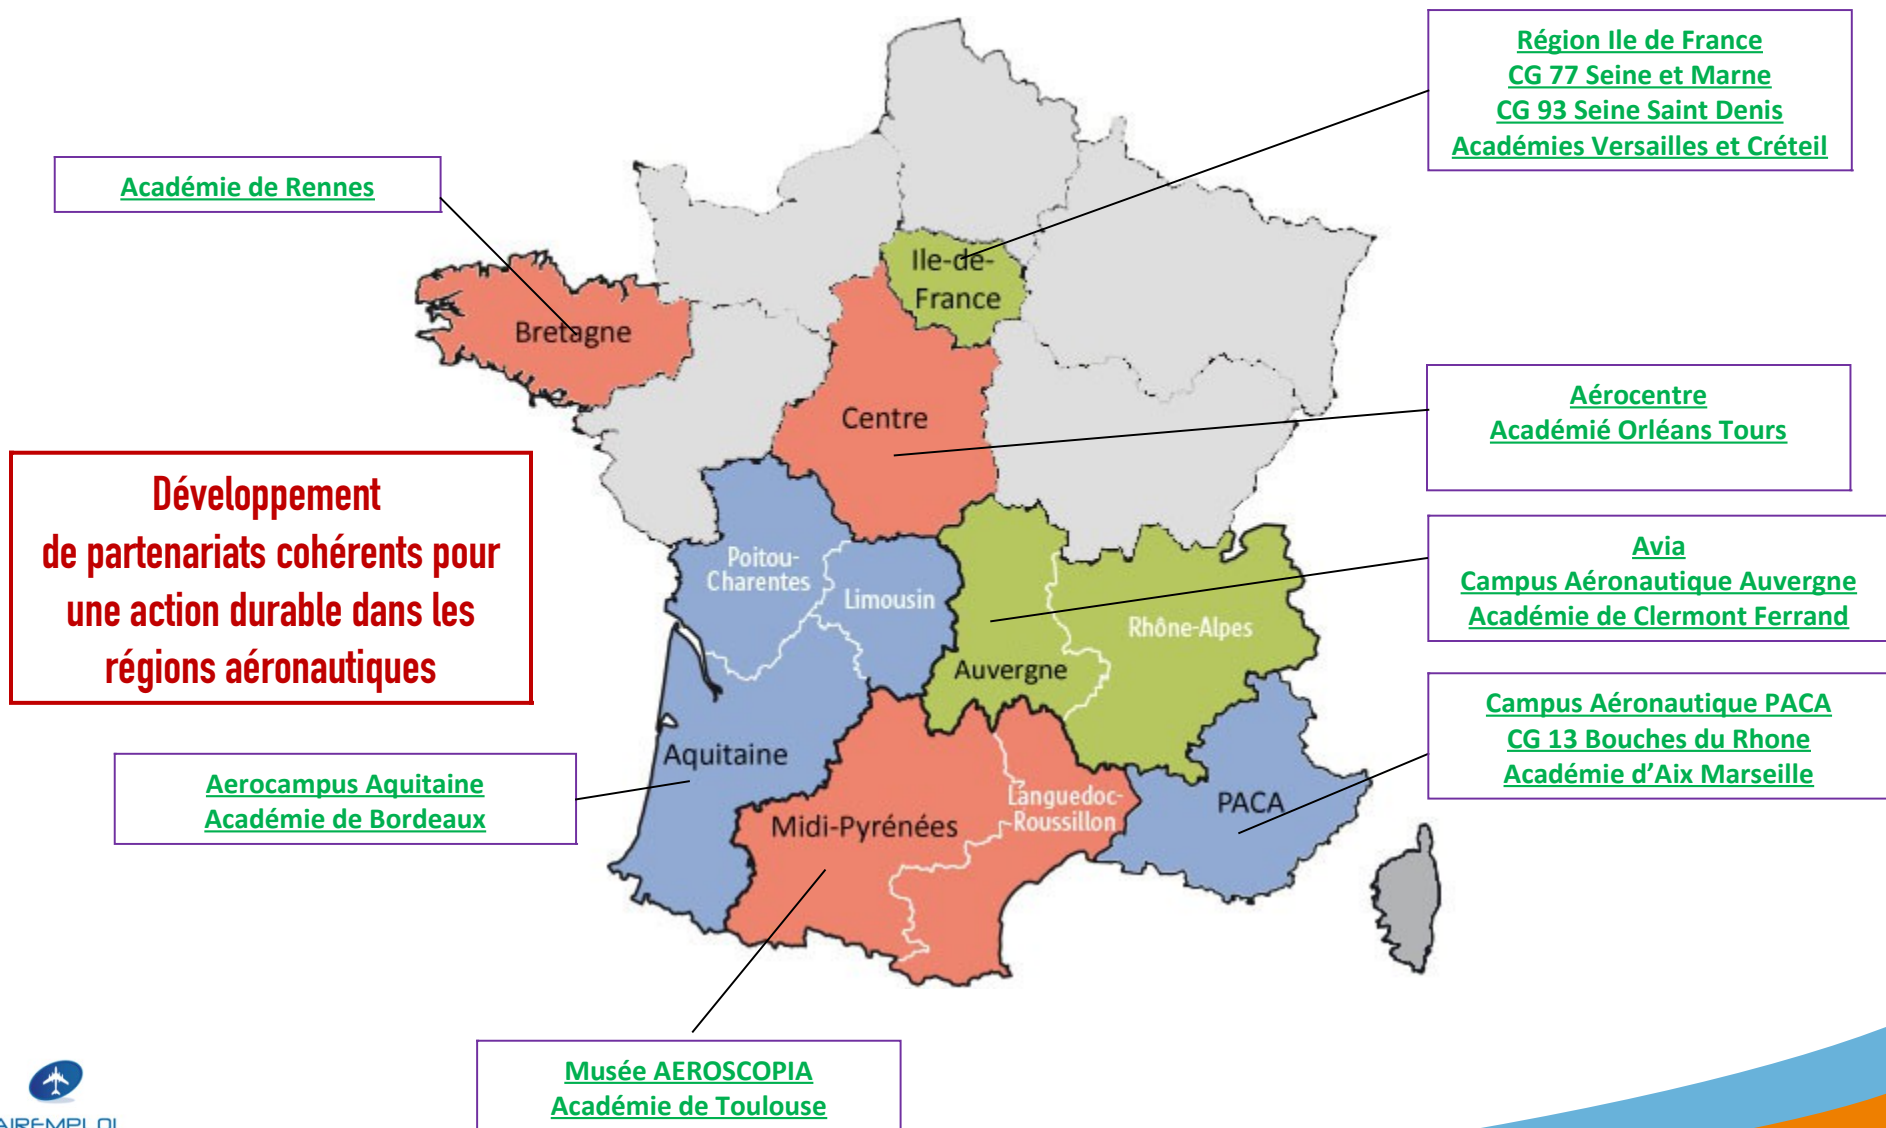 Région Ile de France
CG 77 Seine et Marne
CG 93 Seine Saint Denis
Académies Versailles et Créteil
Académie de Rennes
Ile-de-
France
Bretagne
Centre
Aérocentre
Académié Orléans Tours
Développement
de partenariats cohérents pour
une action durable dans les
régions aéronautiques
Poitou-
Charentes
Limousin
Auvergne
Rhône-Alpes
Avia
Campus Aéronautique Auvergne
Académie de Clermont Ferrand
Campus Aéronautique PACA
CG 13 Bouches du Rhone
Académie d’Aix Marseille
Aquitaine
Aerocampus Aquitaine
Académie de Bordeaux
Midi-Pyrénées
Languedoc-
-Roussillon
PACA
Musée AEROSCOPIA
Académie de Toulouse
AIREMPLOI